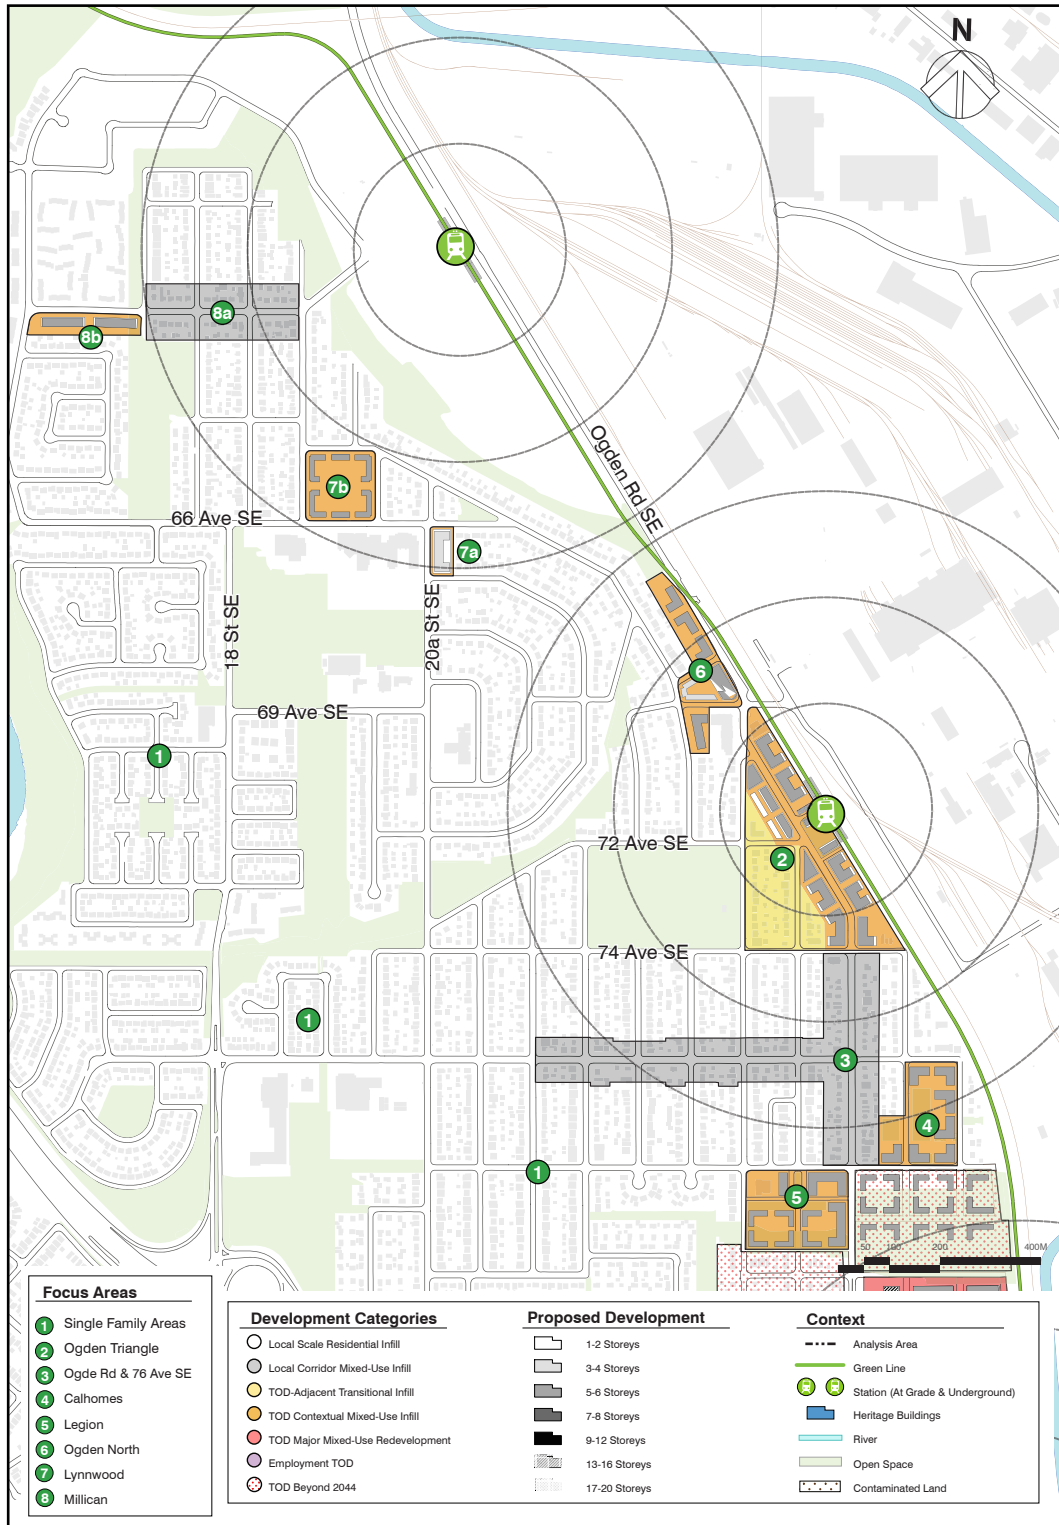 N
8a
8b
Ogden Rd SE
7b
66 Ave SE
7a
18 St SE
20a St SE
6
69 Ave SE
1
72 Ave SE
2
74 Ave SE
1
3
4
1
5
50 100 200 400M
Focus Areas
1 Single Family Areas
2 Ogden Triangle
3 Ogde Rd & 76 Ave SE
4 Calhomes
5 Legion
6 Ogden North
7 Lynnwood
8 Millican
Development Categories
Local Scale Residential Infill
Local Corridor Mixed-Use Infill
TOD-Adjacent Transitional Infill
TOD Contextual Mixed-Use Infill
TOD Major Mixed-Use Redevelopment
Employment TOD
TOD Beyond 2044
Proposed Development
1-2 Storeys
3-4 Storeys
5-6 Storeys
7-8 Storeys
9-12 Storeys
13-16 Storeys
17-20 Storeys
Context
Analysis Area
Green Line
Station (At Grade & Underground)
Heritage Buildings
River
Open Space
Contaminated Land